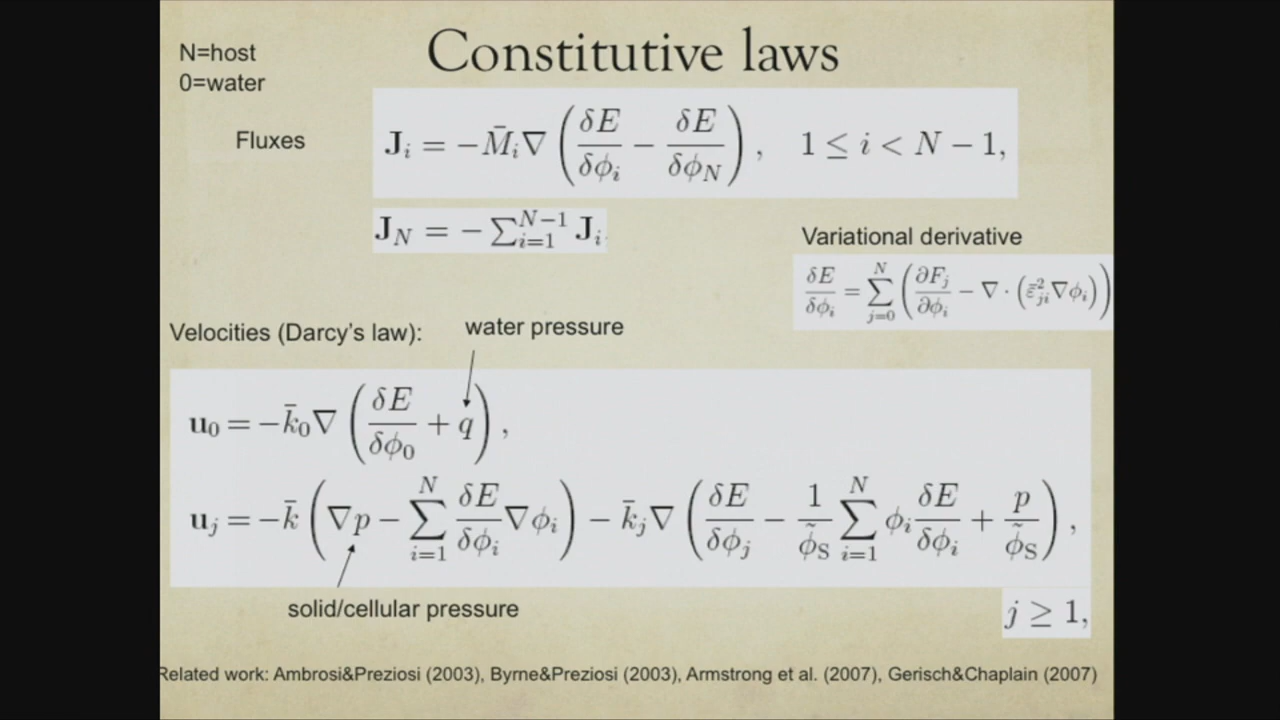 Constitutive laws
N=host
0=water
Fluxes
J_i = −M̄_i∇ (δE/δϕ_i − δE/δϕ_N), 1 ≤ i < N − 1,
J_N = −∑_{i=1}^{N−1} J_i
Variational derivative
δE/δϕ_i = ∑_{j=0}^{N} (∂F_j/∂ϕ_i − ∇ · (ε̄²_{ji}∇ϕ_i))
Velocities (Darcy's law):
water pressure
u_0 = −k̄_0∇ (δE/δϕ_0 + q),
u_j = −k̄ (∇p − ∑_{i=1}^{N} δE/δϕ_i ∇ϕ_i) − k̄_j∇ (δE/δϕ_j − 1/ϕ̃_S ∑_{i=1}^{N} ϕ_i δE/δϕ_i + p/ϕ̃_S),
solid/cellular pressure
j ≥ 1,
Related work: Ambrosi&Preziosi (2003), Byrne&Preziosi (2003), Armstrong et al. (2007), Gerisch&Chaplain (2007)